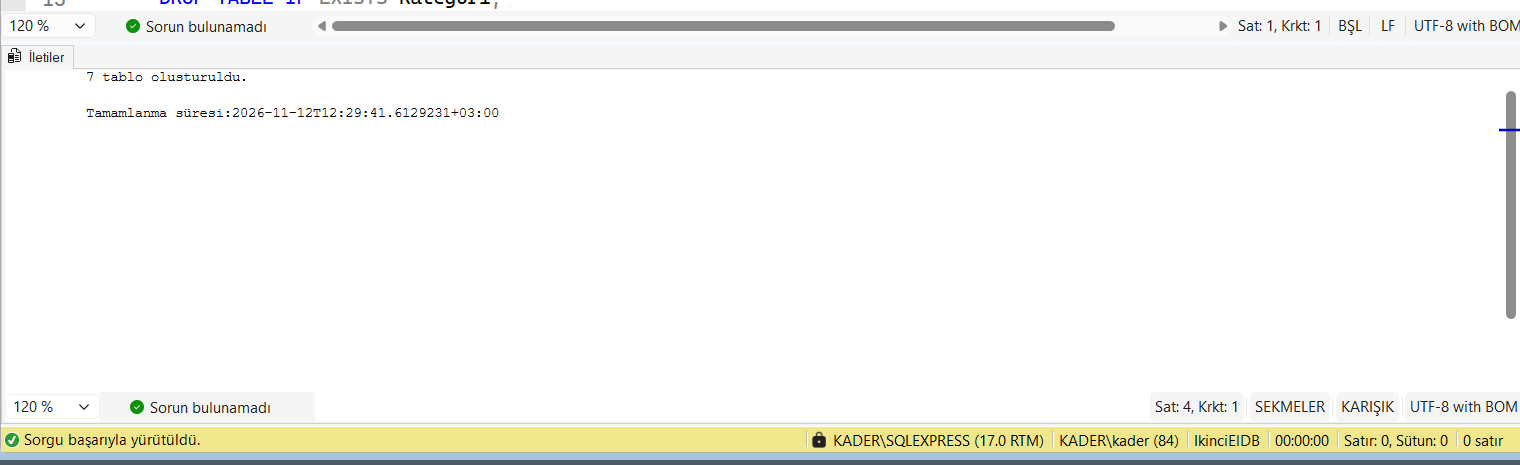 15 DROP TABLE IF EXISTS Kategori;
120 % Sorun bulunamadı Sat: 1, Krkt: 1 BŞL LF UTF-8 with BOM
İletiler
7 tablo olusturuldu.
Tamamlanma süresi:2026-11-12T12:29:41.6129231+03:00
120 % Sorun bulunamadı Sat: 4, Krkt: 1 SEKMELER KARIŞIK UTF-8 with BOM
Sorgu başarıyla yürütüldü. KADER\SQLEXPRESS (17.0 RTM) KADER\kader (84) IkinciElDB 00:00:00 Satır: 0, Sütun: 0 0 satır